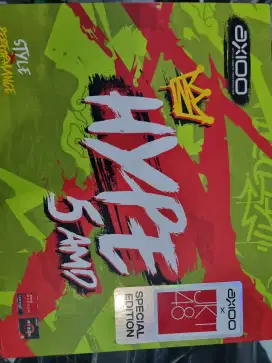 AXIOO
HYPE
5 AMD
STYLE
PERFORMANCE
AXIOO
X
JKT
48
SPECIAL
EDITION